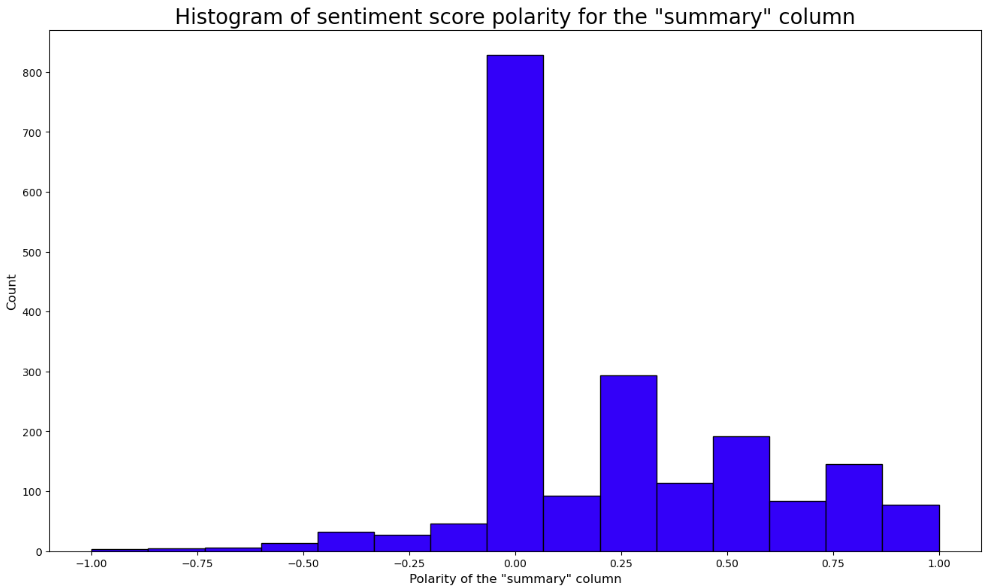 Histogram of sentiment score polarity for the "summary" column
Count
800
700
600
500
400
300
200
100
0
−1.00 −0.75 −0.50 −0.25 0.00 0.25 0.50 0.75 1.00
Polarity of the "summary" column